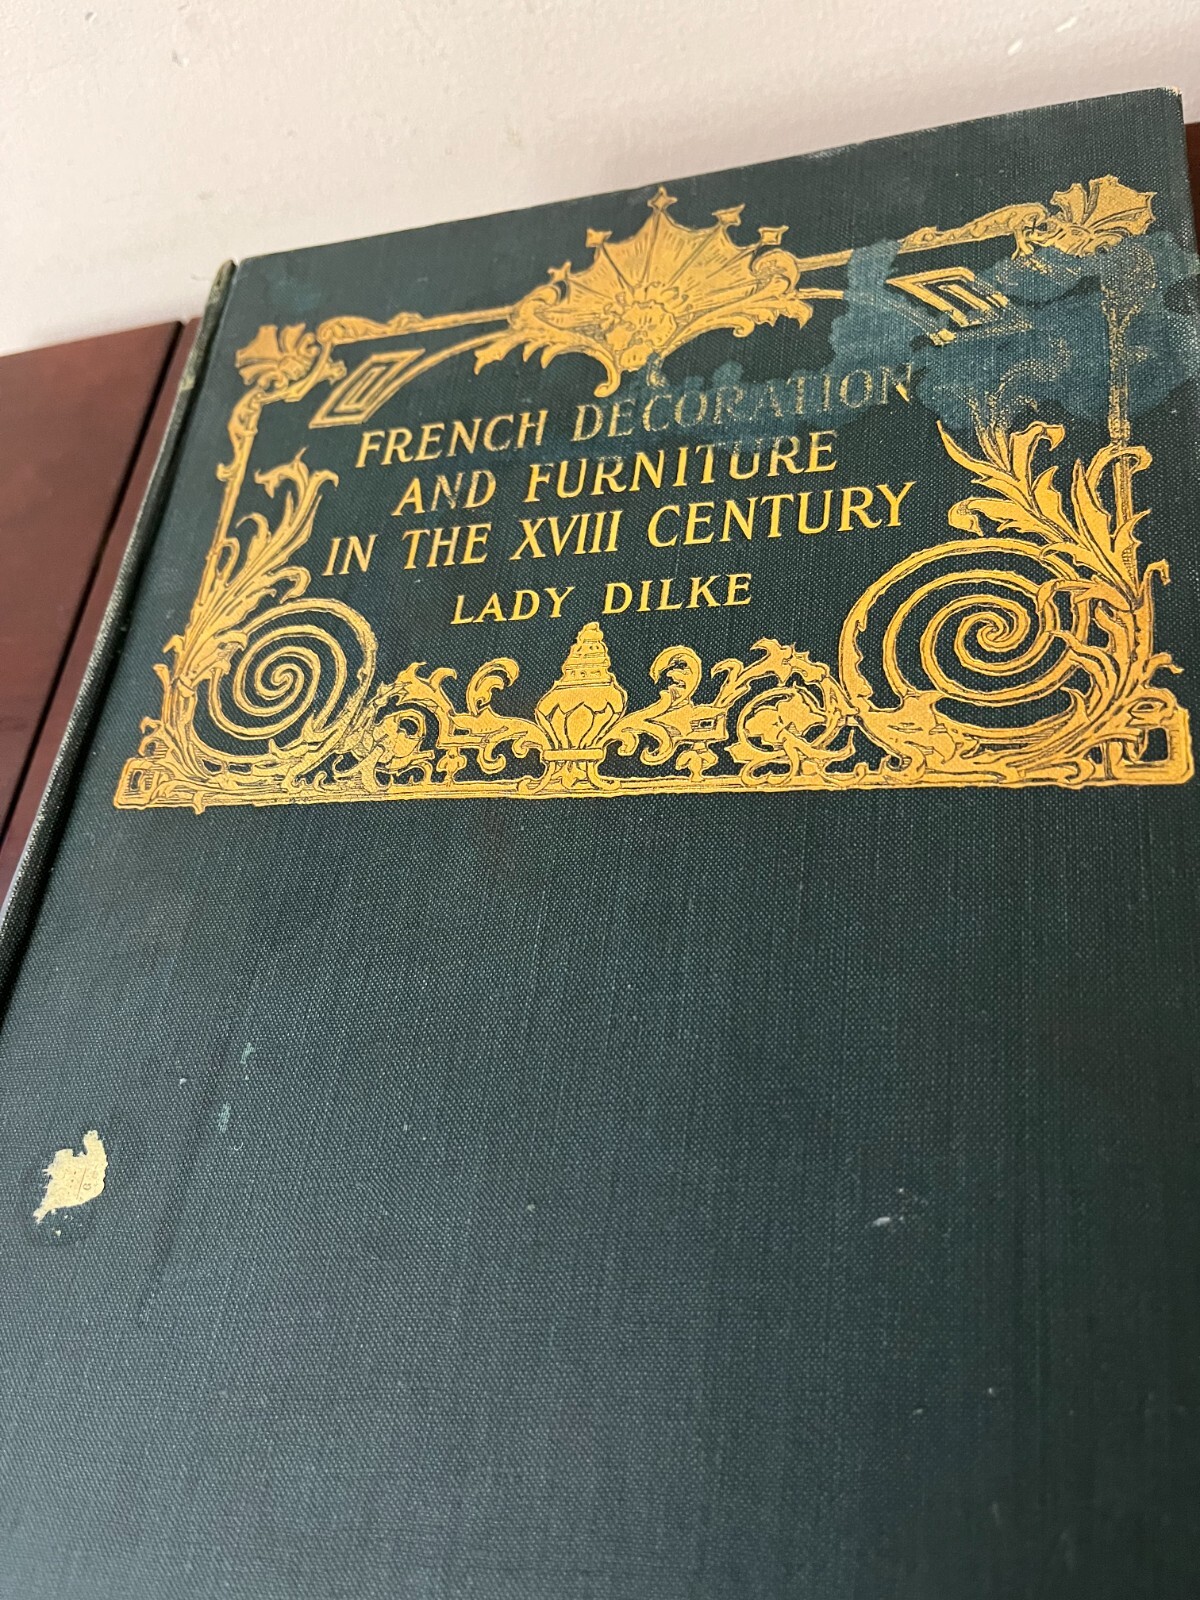 FRENCH DECORATION
AND FURNITURE
IN THE XVIII CENTURY
LADY DILKE